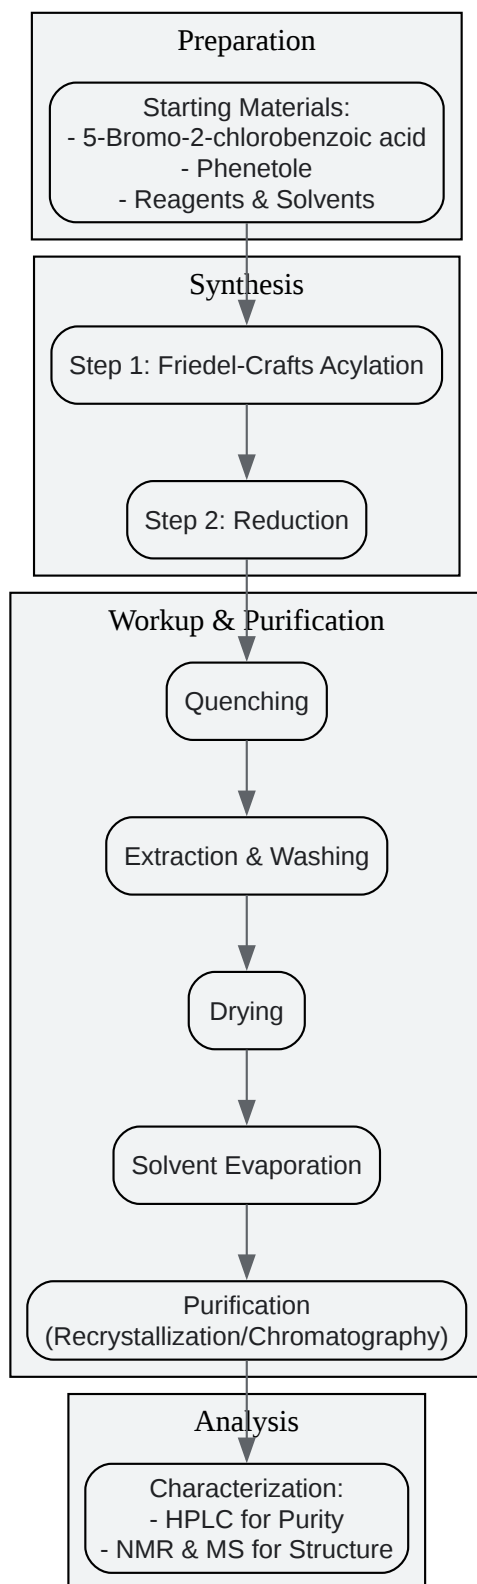 Preparation
Starting Materials:
- 5-Bromo-2-chlorobenzoic acid
- Phenetole
- Reagents & Solvents
Synthesis
Step 1: Friedel-Crafts Acylation
Step 2: Reduction
Workup & Purification
Quenching
Extraction & Washing
Drying
Solvent Evaporation
Purification
(Recrystallization/Chromatography)
Analysis
Characterization:
- HPLC for Purity
- NMR & MS for Structure